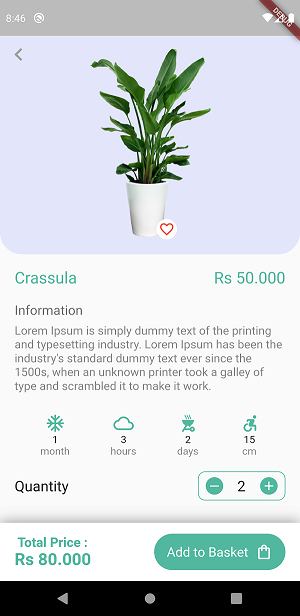 8:46
DEBUG
Crassula Rs 50.000
Information
Lorem Ipsum is simply dummy text of the printing
and typesetting industry. Lorem Ipsum has been the
industry's standard dummy text ever since the
1500s, when an unknown printer took a galley of
type and scrambled it to make it work.
1 3 2 15
month hours days cm
Quantity 2
Total Price :
Rs 80.000
Add to Basket